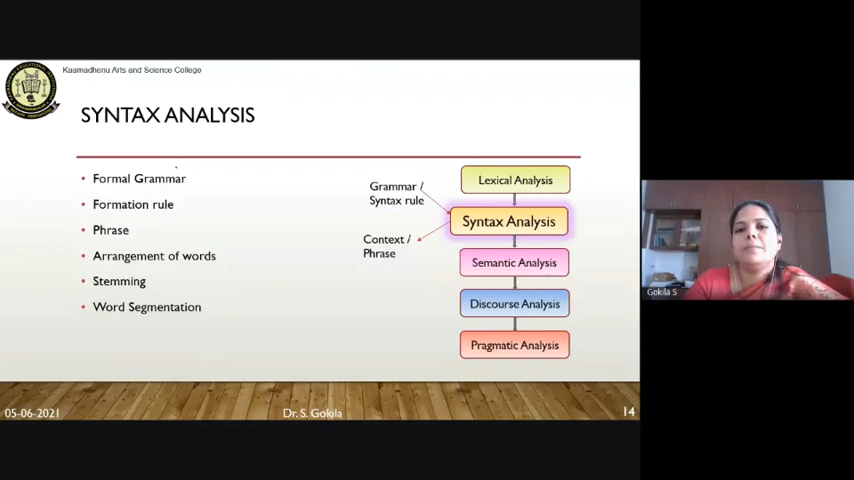 Kaamadhenu Arts and Science College
SYNTAX ANALYSIS
• Formal Grammar
• Formation rule
• Phrase
• Arrangement of words
• Stemming
• Word Segmentation
Grammar /
Syntax rule
Context /
Phrase
Lexical Analysis
Syntax Analysis
Semantic Analysis
Discourse Analysis
Pragmatic Analysis
Gokila S
05-06-2021
Dr. S. Gokila
14